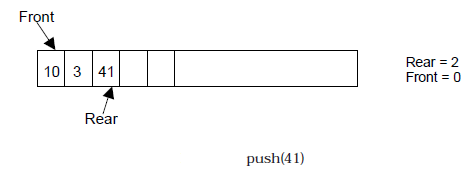 Front
10 3 41
Rear = 2
Front = 0
Rear
push(41)